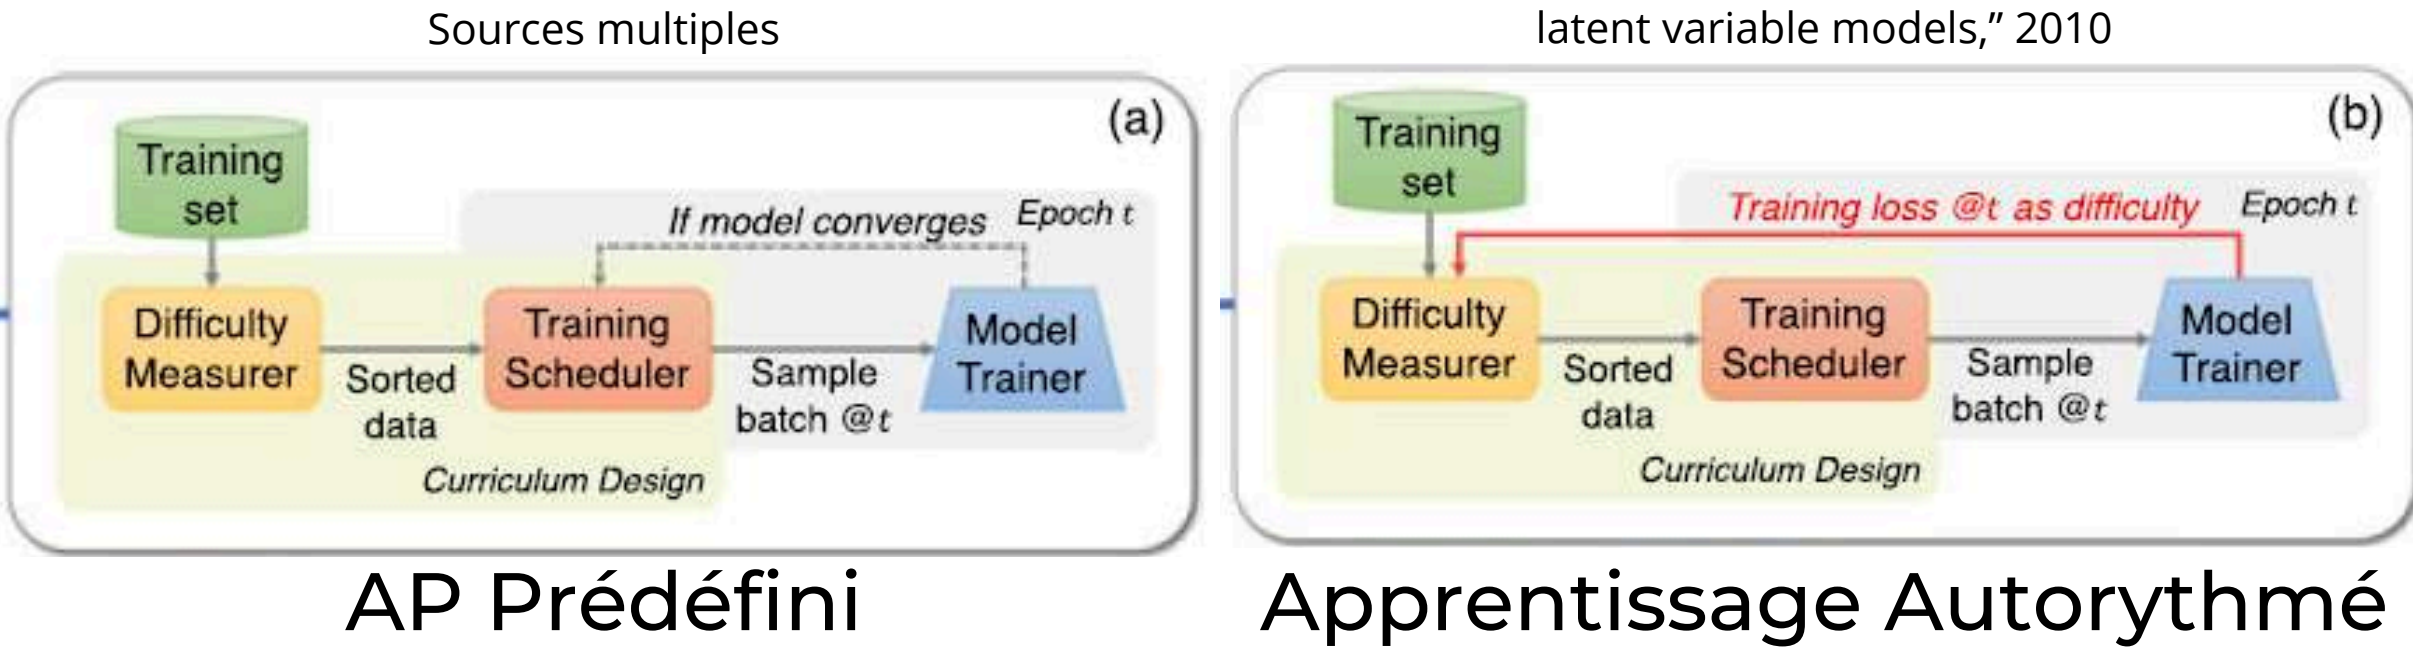 Sources multiples
(a)
Training
set
If model converges
Epoch t
Difficulty
Measurer
Sorted
data
Training
Scheduler
Sample
batch @t
Model
Trainer
Curriculum Design
AP Prédéfini
latent variable models,” 2010
(b)
Training
set
Training loss @t as difficulty
Epoch t
Difficulty
Measurer
Sorted
data
Training
Scheduler
Sample
batch @t
Model
Trainer
Curriculum Design
Apprentissage Autorythmé